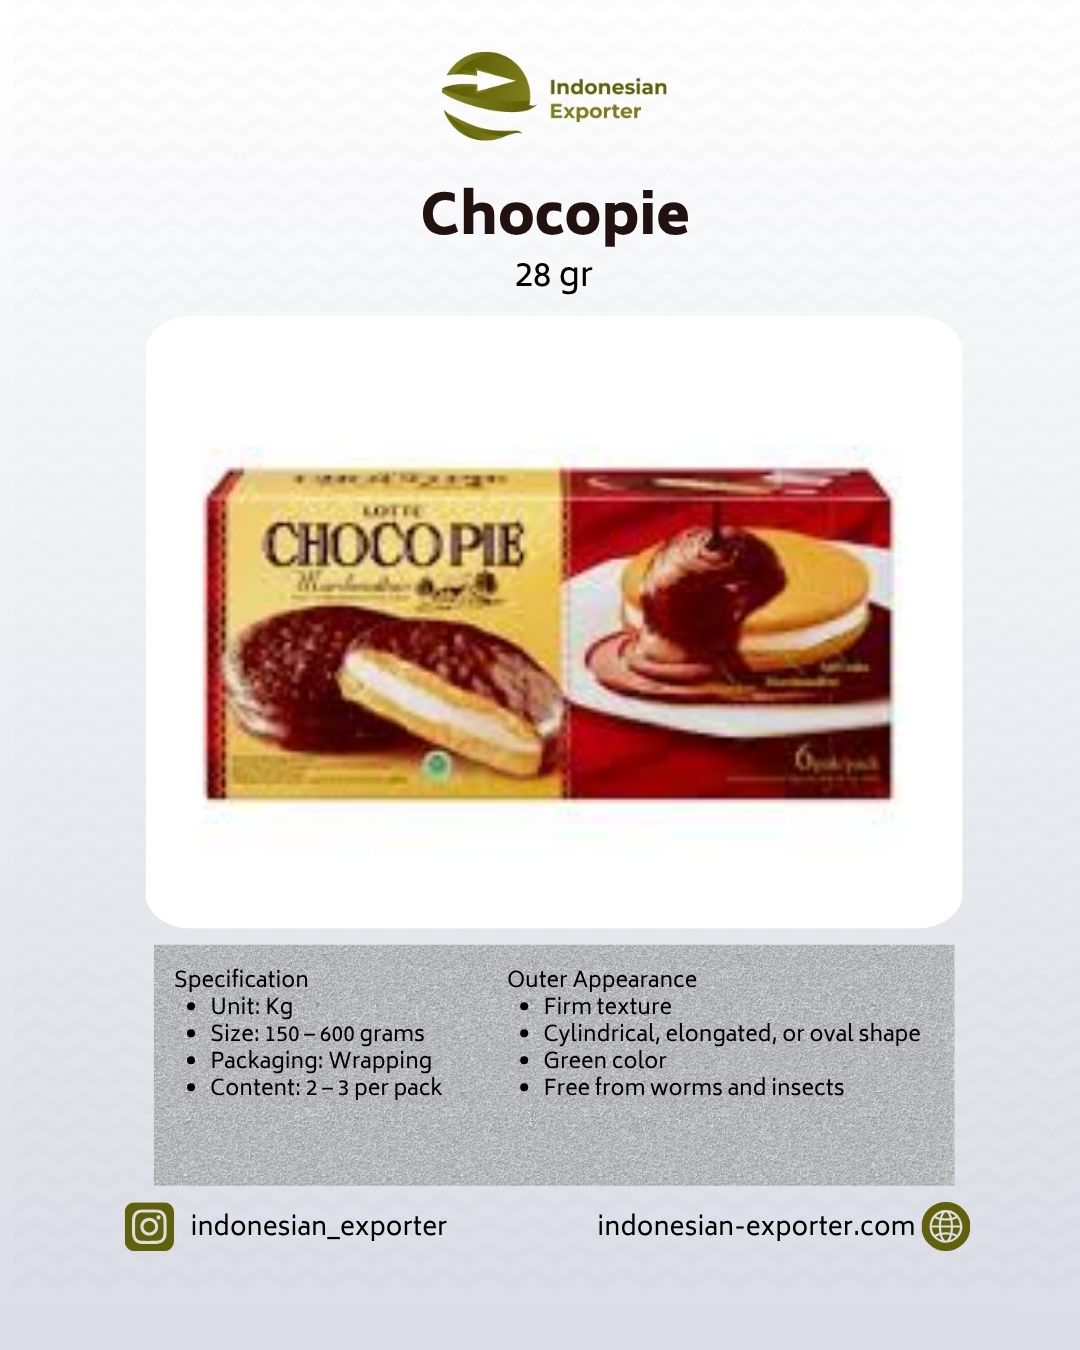 Indonesian
Exporter
Chocopie
28 gr
LOTTE
CHOCO PIE
Marshmallow
6
Specification
• Unit: Kg
• Size: 150 – 600 grams
• Packaging: Wrapping
• Content: 2 – 3 per pack
Outer Appearance
• Firm texture
• Cylindrical, elongated, or oval shape
• Green color
• Free from worms and insects
indonesian_exporter
indonesian-exporter.com